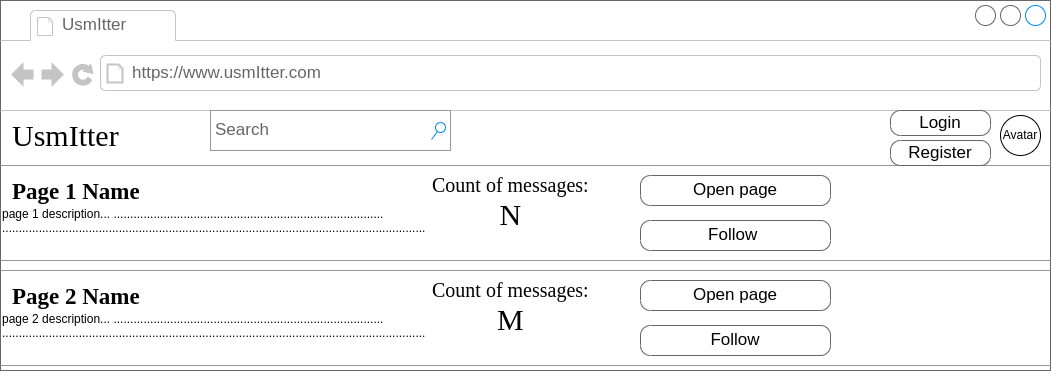 UsmItter
https://www.usmItter.com
UsmItter
Search
Login
Register
Avatar
Page 1 Name
page 1 description... .................................................................................
...............................................................................................................................
Count of messages:
N
Open page
Follow
Page 2 Name
page 2 description... .................................................................................
...............................................................................................................................
Count of messages:
M
Open page
Follow